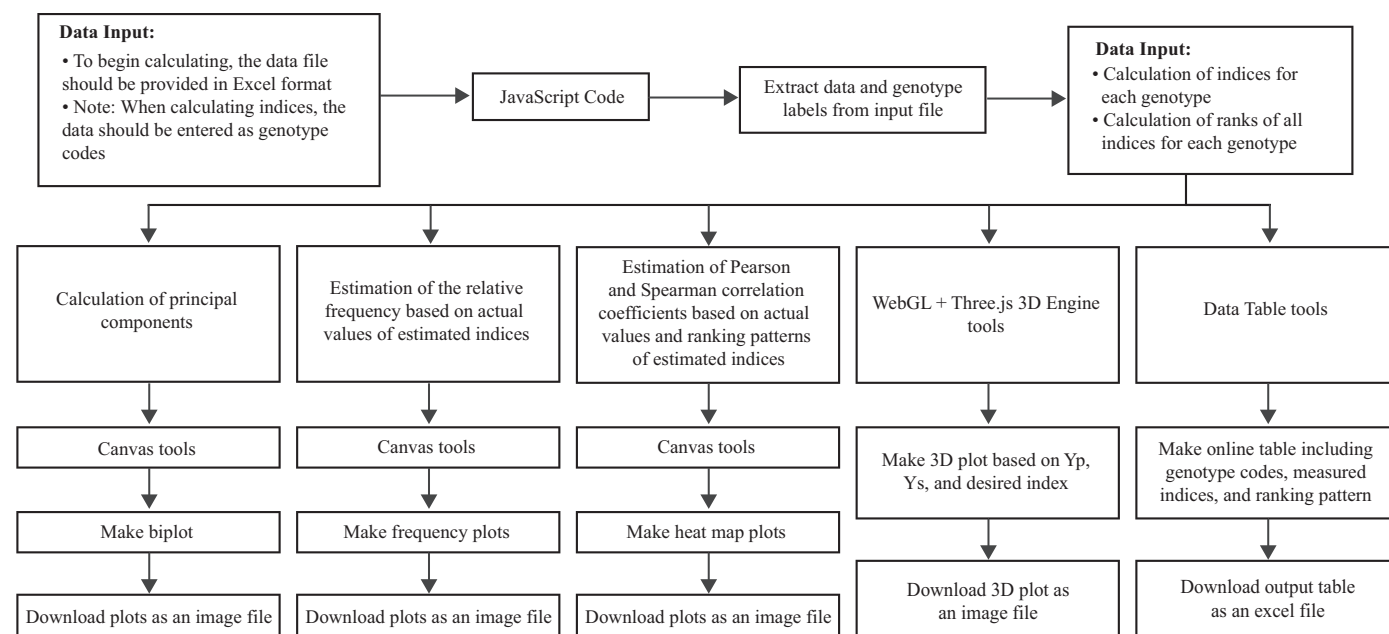 Data Input:
• To begin calculating, the data file
should be provided in Excel format
• Note: When calculating indices, the
data should be entered as genotype
codes
JavaScript Code
Extract data and genotype
labels from input file
Data Input:
• Calculation of indices for
each genotype
• Calculation of ranks of all
indices for each genotype
Calculation of principal
components
Estimation of the relative
frequency based on actual
values of estimated indices
Estimation of Pearson
and Spearman correlation
coefficients based on actual
values and ranking patterns
of estimated indices
WebGL + Three.js 3D Engine
tools
Data Table tools
Canvas tools
Canvas tools
Canvas tools
Make 3D plot based on Yp,
Ys, and desired index
Make online table including
genotype codes, measured
indices, and ranking pattern
Make biplot
Make frequency plots
Make heat map plots
Download plots as an image file
Download plots as an image file
Download plots as an image file
Download 3D plot as
an image file
Download output table
as an excel file